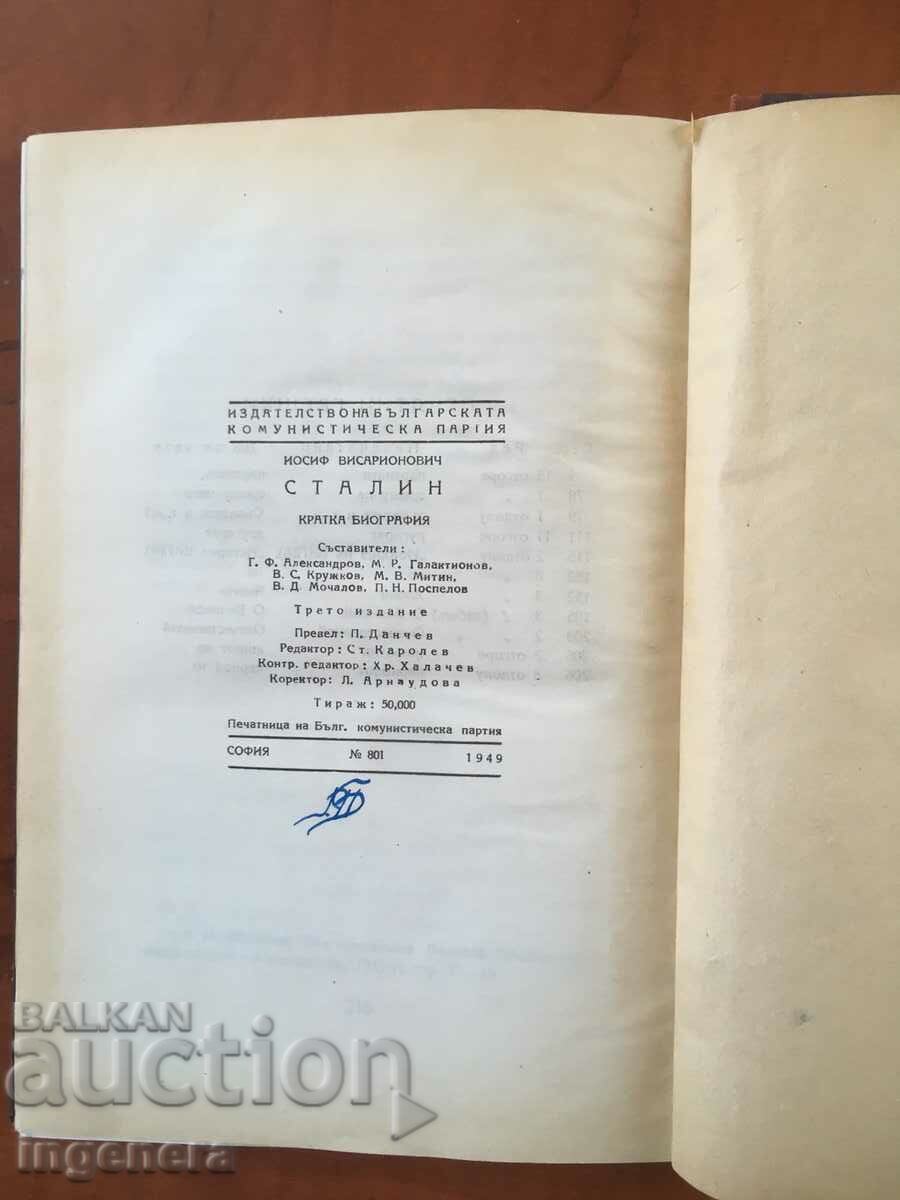 ИЗДАТЕЛСТВО НА БЪЛГАРСКАТА
КОМУНИСТИЧЕСКА ПАРТИЯ
ИОСИФ ВИСАРИОНОВИЧ
СТАЛИН
КРАТКА БИОГРАФИЯ
Съставители:
Г. Ф. Александров, М. Р. Галактионов,
В. С. Кружков, М. В. Митин,
В. Д. Мочалов, П. Н. Поспелов
Трето издание
Превел: П. Данчев
Редактор: Ст. Каролев
Контр. редактор: Хр. Халачев
Коректор: Л. Арнаудова
Тираж: 50,000
Печатница на Бълг. комунистическа партия
СОФИЯ № 801 1949
BALKAN
auction
ingenera